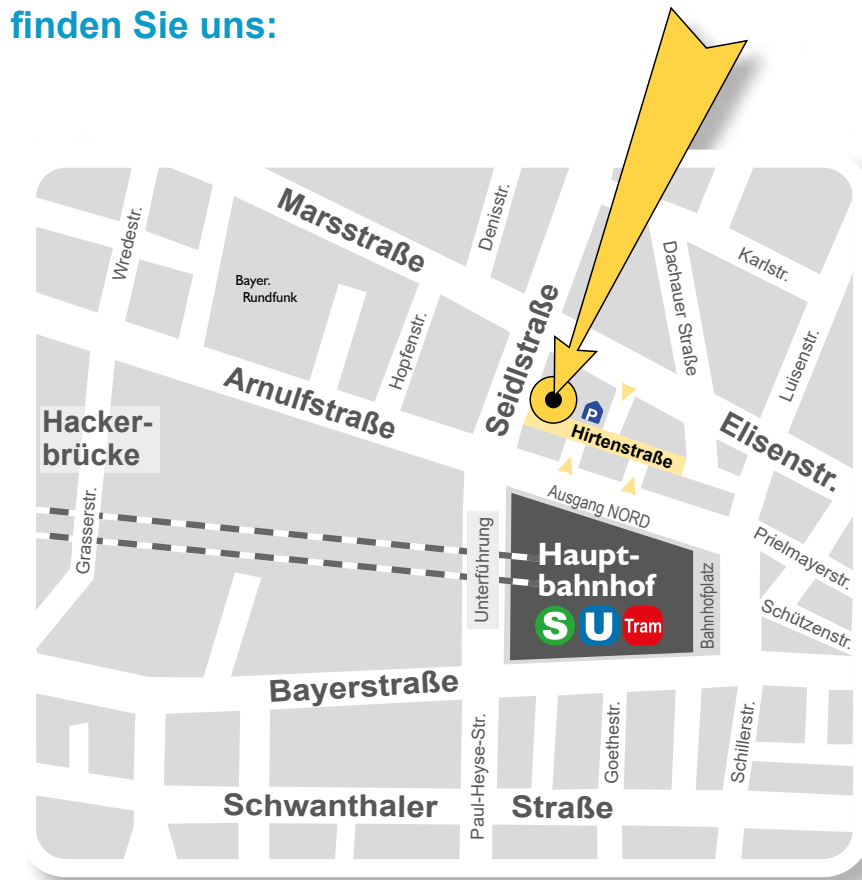 finden Sie uns:
Marsstraße
Denisstr.
Wredestr.
Karlstr.
Dachauer Straße
Bayer.
Rundfunk
Hopfenstr.
Seidlstraße
Luisenstr.
Arnulfstraße
P
Hirtenstraße
Elisenstr.
Hacker-
brücke
Grasserstr.
Ausgang NORD
Unterführung
Haupt-
bahnhof
S U Tram
Bahnhofplatz
Prielmayerstr.
Schützenstr.
Bayerstraße
Paul-Heyse-Str.
Goethestr.
Schillerstr.
Schwanthaler Straße